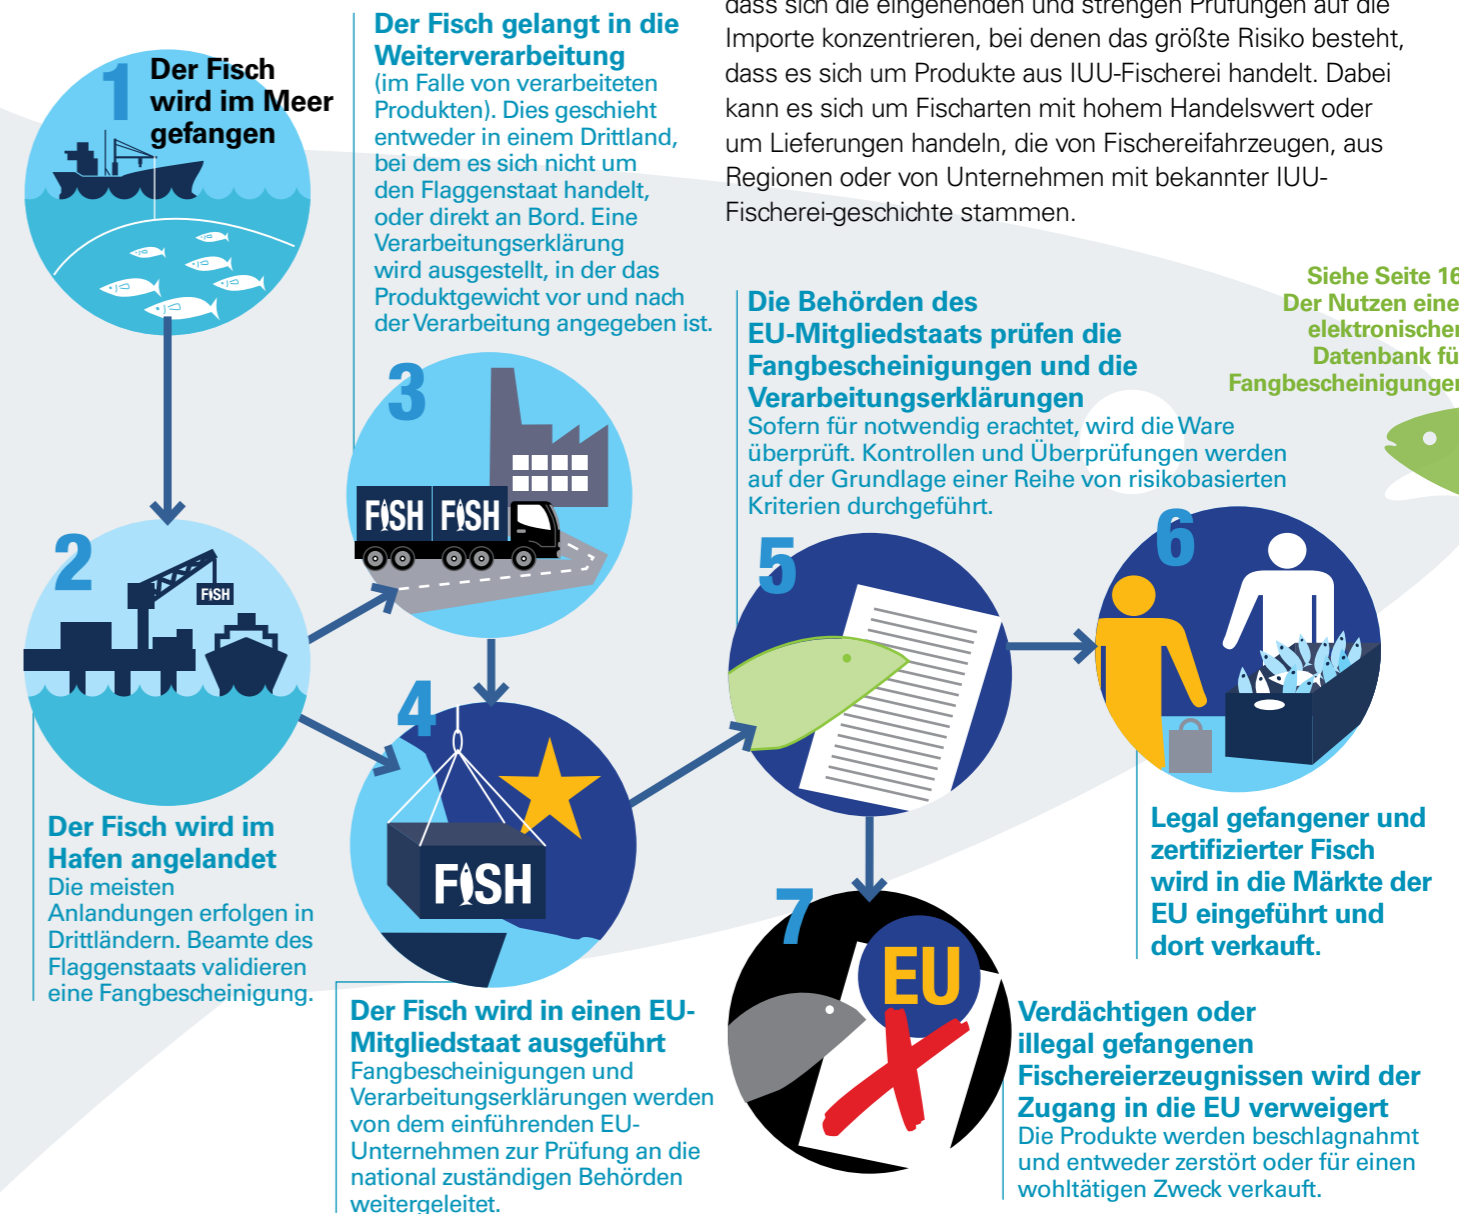 dass sich die eingehenden und strengen Prüfungen auf die
Importe konzentrieren, bei denen das größte Risiko besteht,
dass es sich um Produkte aus IUU-Fischerei handelt. Dabei
kann es sich um Fischarten mit hohem Handelswert oder
um Lieferungen handeln, die von Fischereifahrzeugen, aus
Regionen oder von Unternehmen mit bekannter IUU-
Fischerei-geschichte stammen.
Siehe Seite 16
Der Nutzen eine
elektronischer
Datenbank fü
Fangbescheinigungen
1
Der Fisch
wird im Meer
gefangen
2
FISH
Der Fisch wird im
Hafen angelandet
Die meisten
Anlandungen erfolgen in
Drittländern. Beamte des
Flaggenstaats validieren
eine Fangbescheinigung.
Der Fisch gelangt in die
Weiterverarbeitung
(im Falle von verarbeiteten
Produkten). Dies geschieht
entweder in einem Drittland,
bei dem es sich nicht um
den Flaggenstaat handelt,
oder direkt an Bord. Eine
Verarbeitungserklärung
wird ausgestellt, in der das
Produktgewicht vor und nach
der Verarbeitung angegeben ist.
3
FISH FISH
4
FISH
Der Fisch wird in einen EU-
Mitgliedstaat ausgeführt
Fangbescheinigungen und
Verarbeitungserklärungen werden
von dem einführenden EU-
Unternehmen zur Prüfung an die
national zuständigen Behörden
weitergeleitet.
Die Behörden des
EU-Mitgliedstaats prüfen die
Fangbescheinigungen und die
Verarbeitungserklärungen
Sofern für notwendig erachtet, wird die Ware
überprüft. Kontrollen und Überprüfungen werden
auf der Grundlage einer Reihe von risikobasierten
Kriterien durchgeführt.
5
6
Legal gefangener und
zertifizierter Fisch
wird in die Märkte der
EU eingeführt und
dort verkauft.
7
EU
Verdächtigen oder
illegal gefangenen
Fischereierzeugnissen wird der
Zugang in die EU verweigert
Die Produkte werden beschlagnahmt
und entweder zerstört oder für einen
wohltätigen Zweck verkauft.